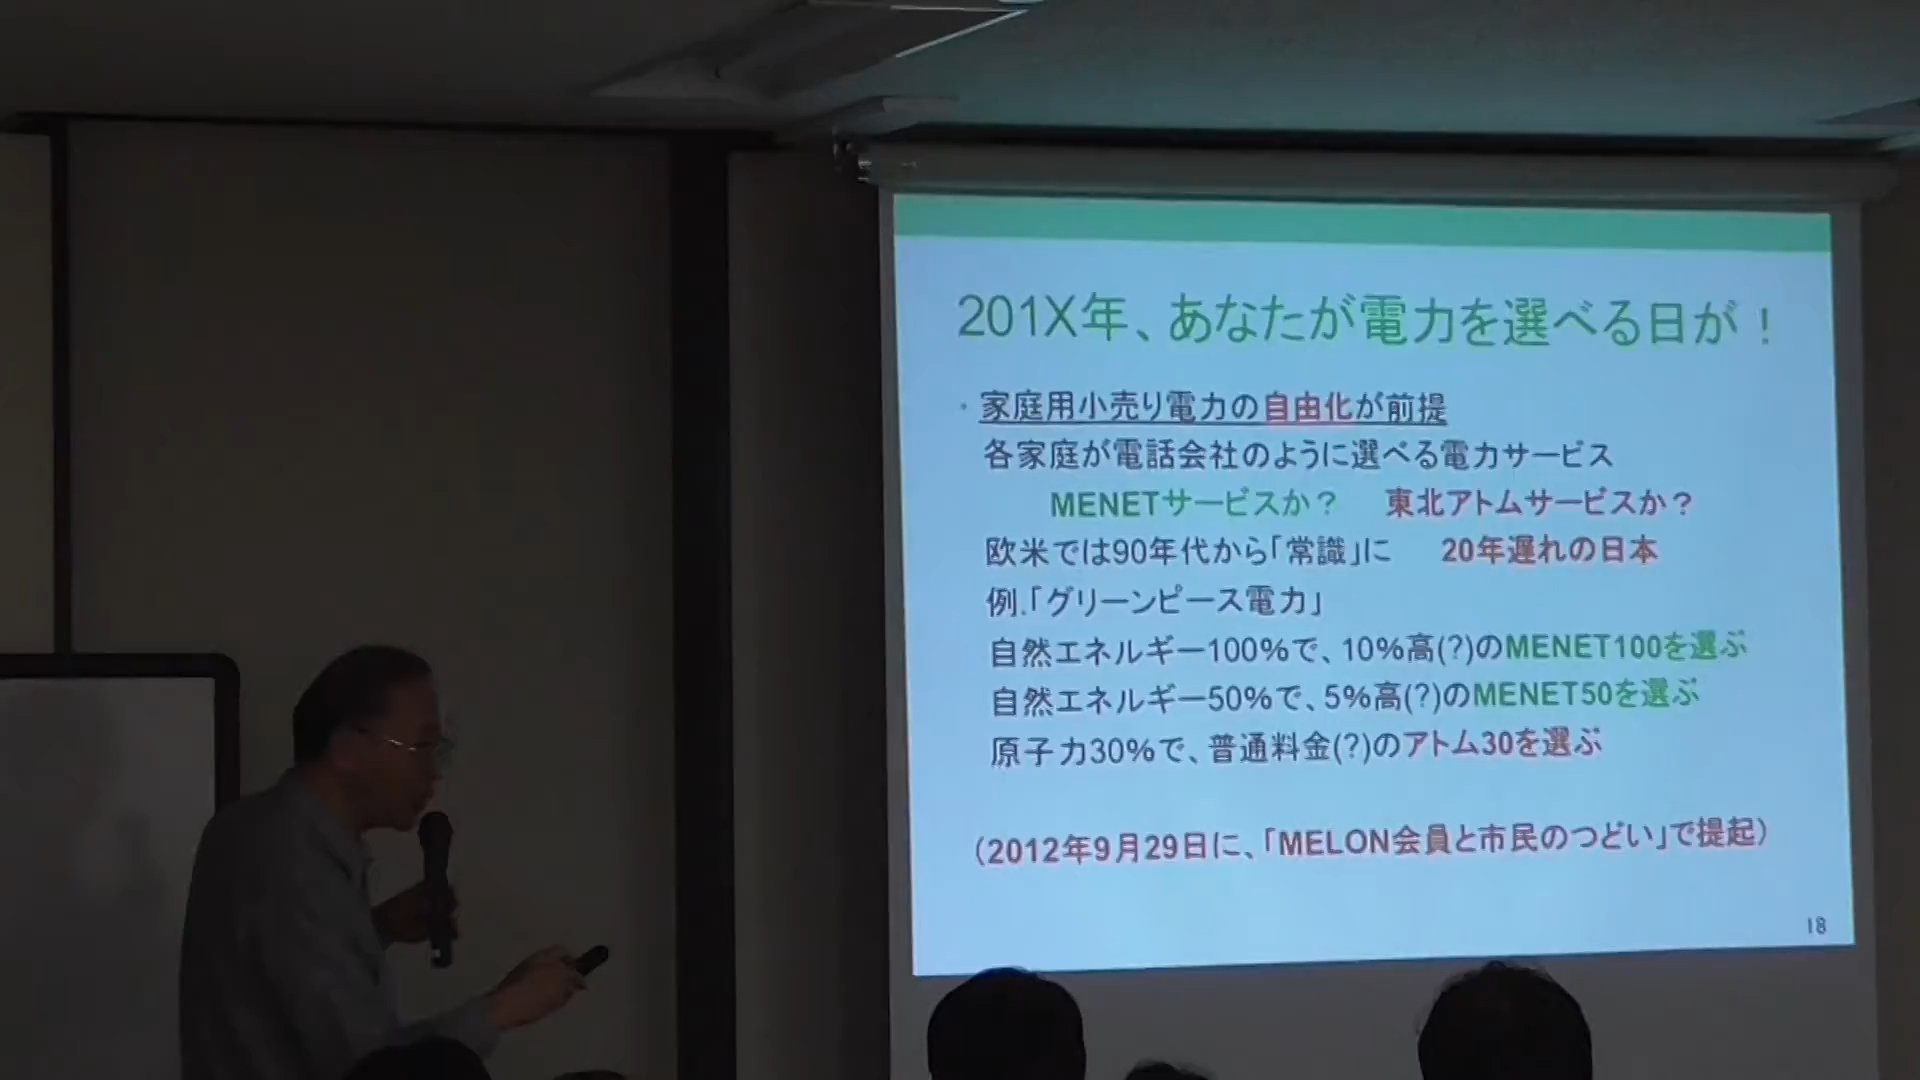 201X年、あなたが電力を選べる日が！
・家庭用小売り電力の自由化が前提
各家庭が電話会社のように選べる電力サービス
MENETサービスか？　東北アトムサービスか？
欧米では90年代から「常識」に　20年遅れの日本
例.「グリーンピース電力」
自然エネルギー100%で、10%高(?)のMENET100を選ぶ
自然エネルギー50%で、5%高(?)のMENET50を選ぶ
原子力30%で、普通料金(?)のアトム30を選ぶ
（2012年9月29日に、「MELON会員と市民のつどい」で提起）
18